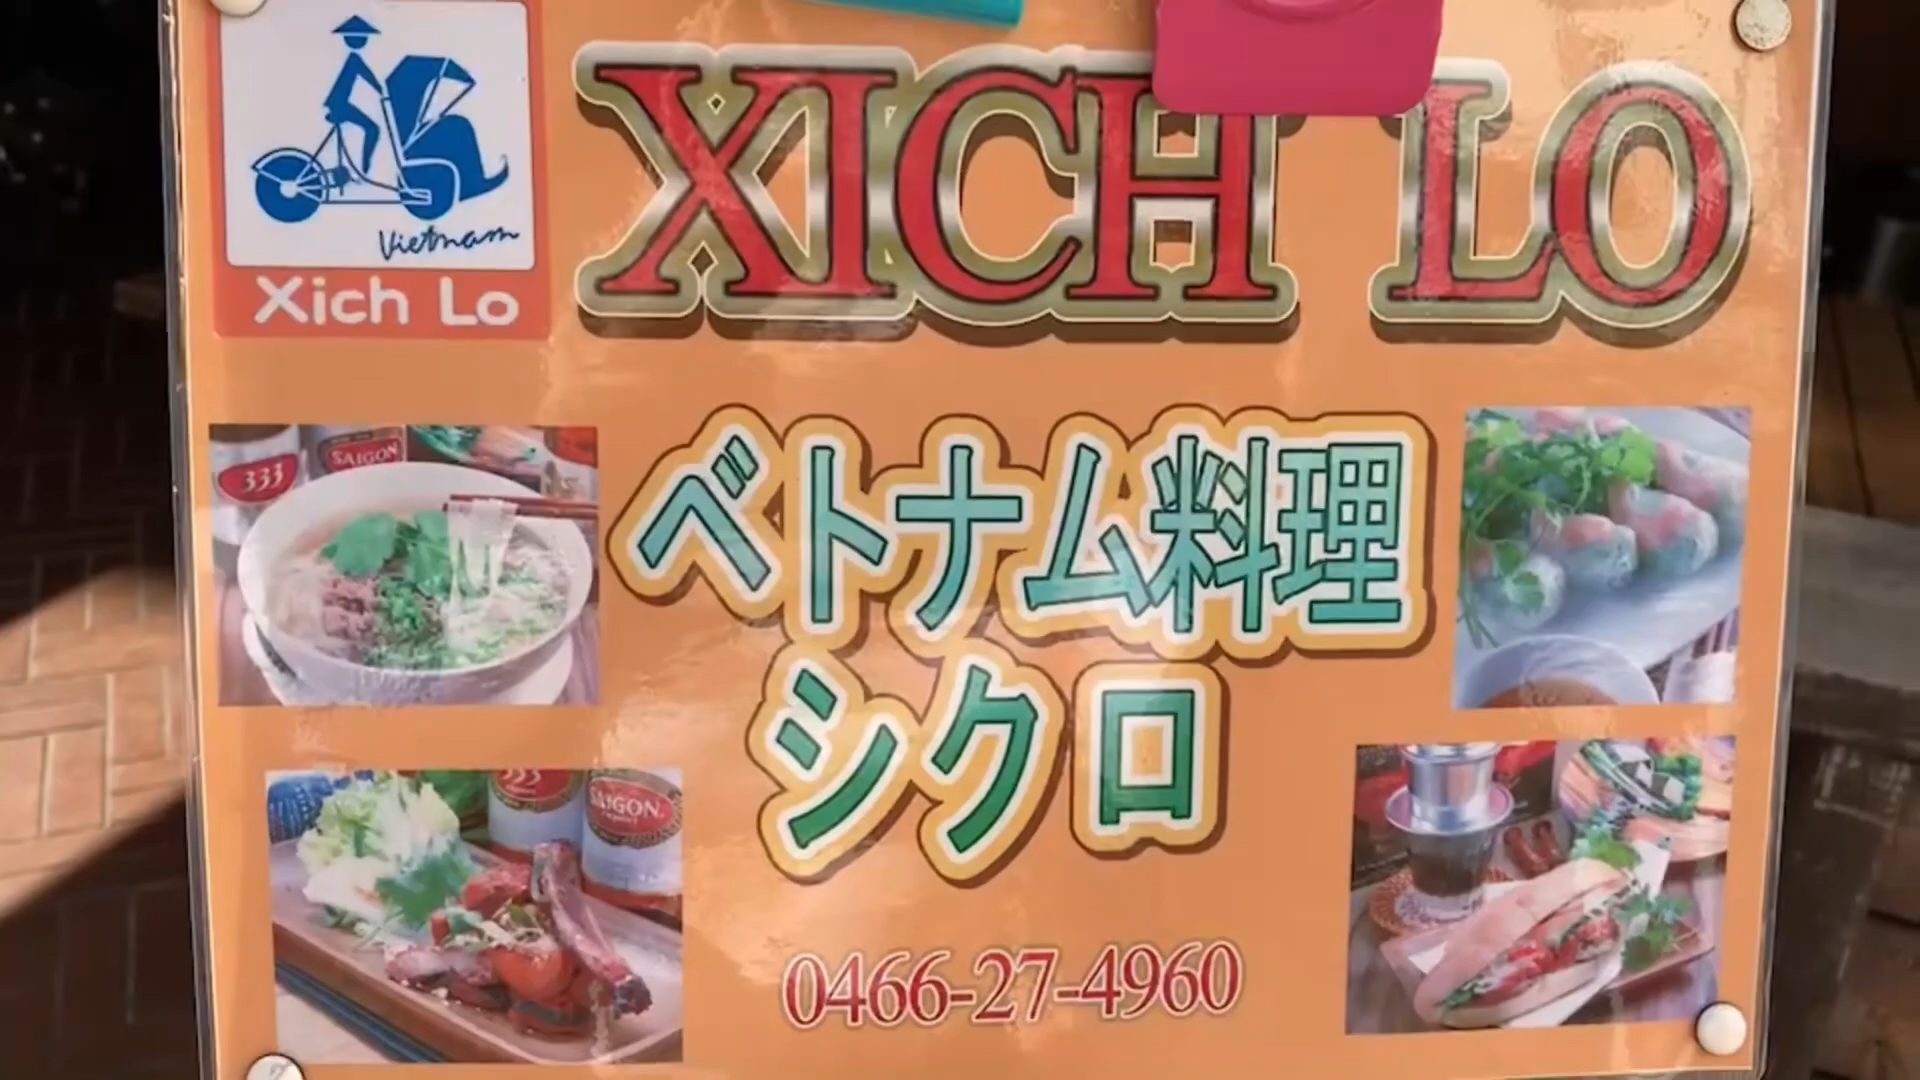 XICH LO
Vietnam
Xich Lo
ベトナム料理
シクロ
333
SAIGON
333
SAIGON
export
0466-27-4960